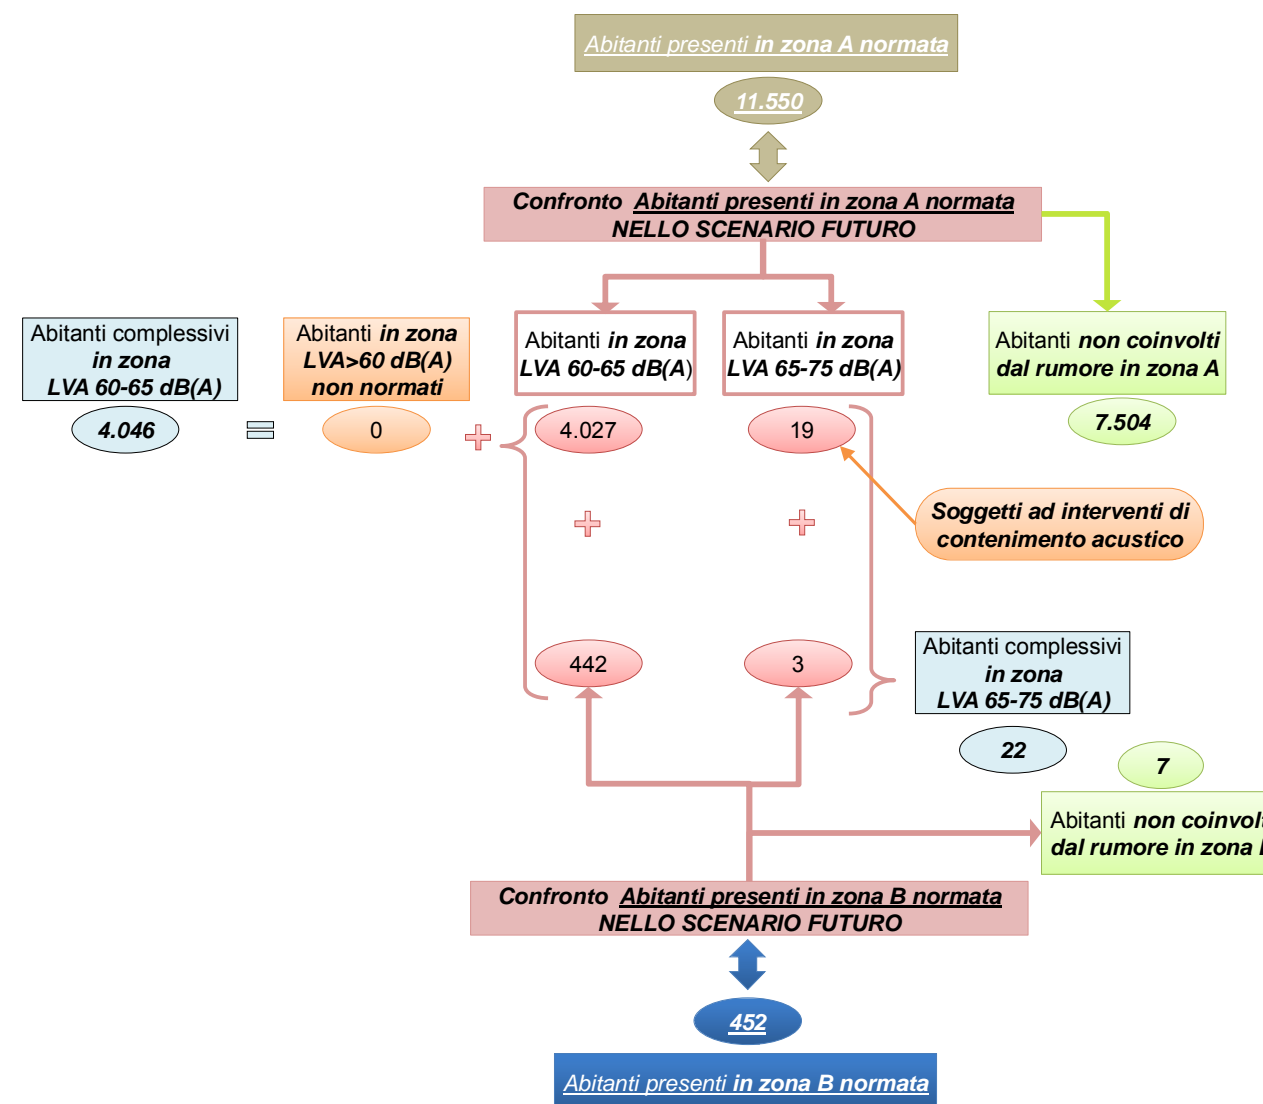 Abitanti presenti in zona A normata
11.550
Confronto Abitanti presenti in zona A normata
NELLO SCENARIO FUTURO
Abitanti complessivi
in zona
LVA 60-65 dB(A)
4.046
=
Abitanti in zona
LVA>60 dB(A)
non normati
0
+
Abitanti in zona
LVA 60-65 dB(A)
4.027
+
442
Abitanti in zona
LVA 65-75 dB(A)
19
+
3
Abitanti non coinvolti
dal rumore in zona A
7.504
Soggetti ad interventi di
contenimento acustico
Abitanti complessivi
in zona
LVA 65-75 dB(A)
22
7
Abitanti non coinvolt
dal rumore in zona
Confronto Abitanti presenti in zona B normata
NELLO SCENARIO FUTURO
452
Abitanti presenti in zona B normata